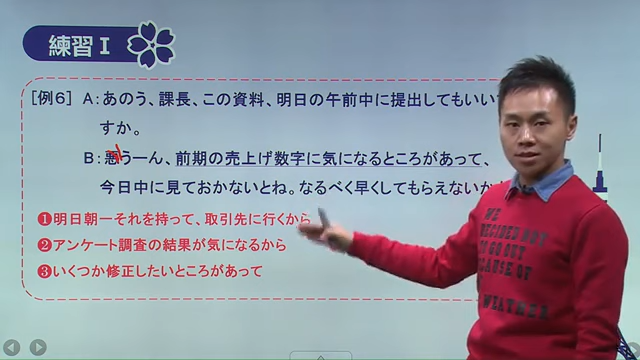 練習Ⅰ
［例６］ A：あのう、課長、この資料、明日の午前中に提出してもいい
すか。
B：悪うーん、前期の売上げ数字に気になるところがあって、
今日中に見ておかないとね。なるべく早くしてもらえない
❶明日朝一それを持って、取引先に行くから
❷アンケート調査の結果が気になるから
❸いくつか修正したいところがあって
WE
DECIDED NOT
TO GO OUT
BECAUSE OF
WEATHER